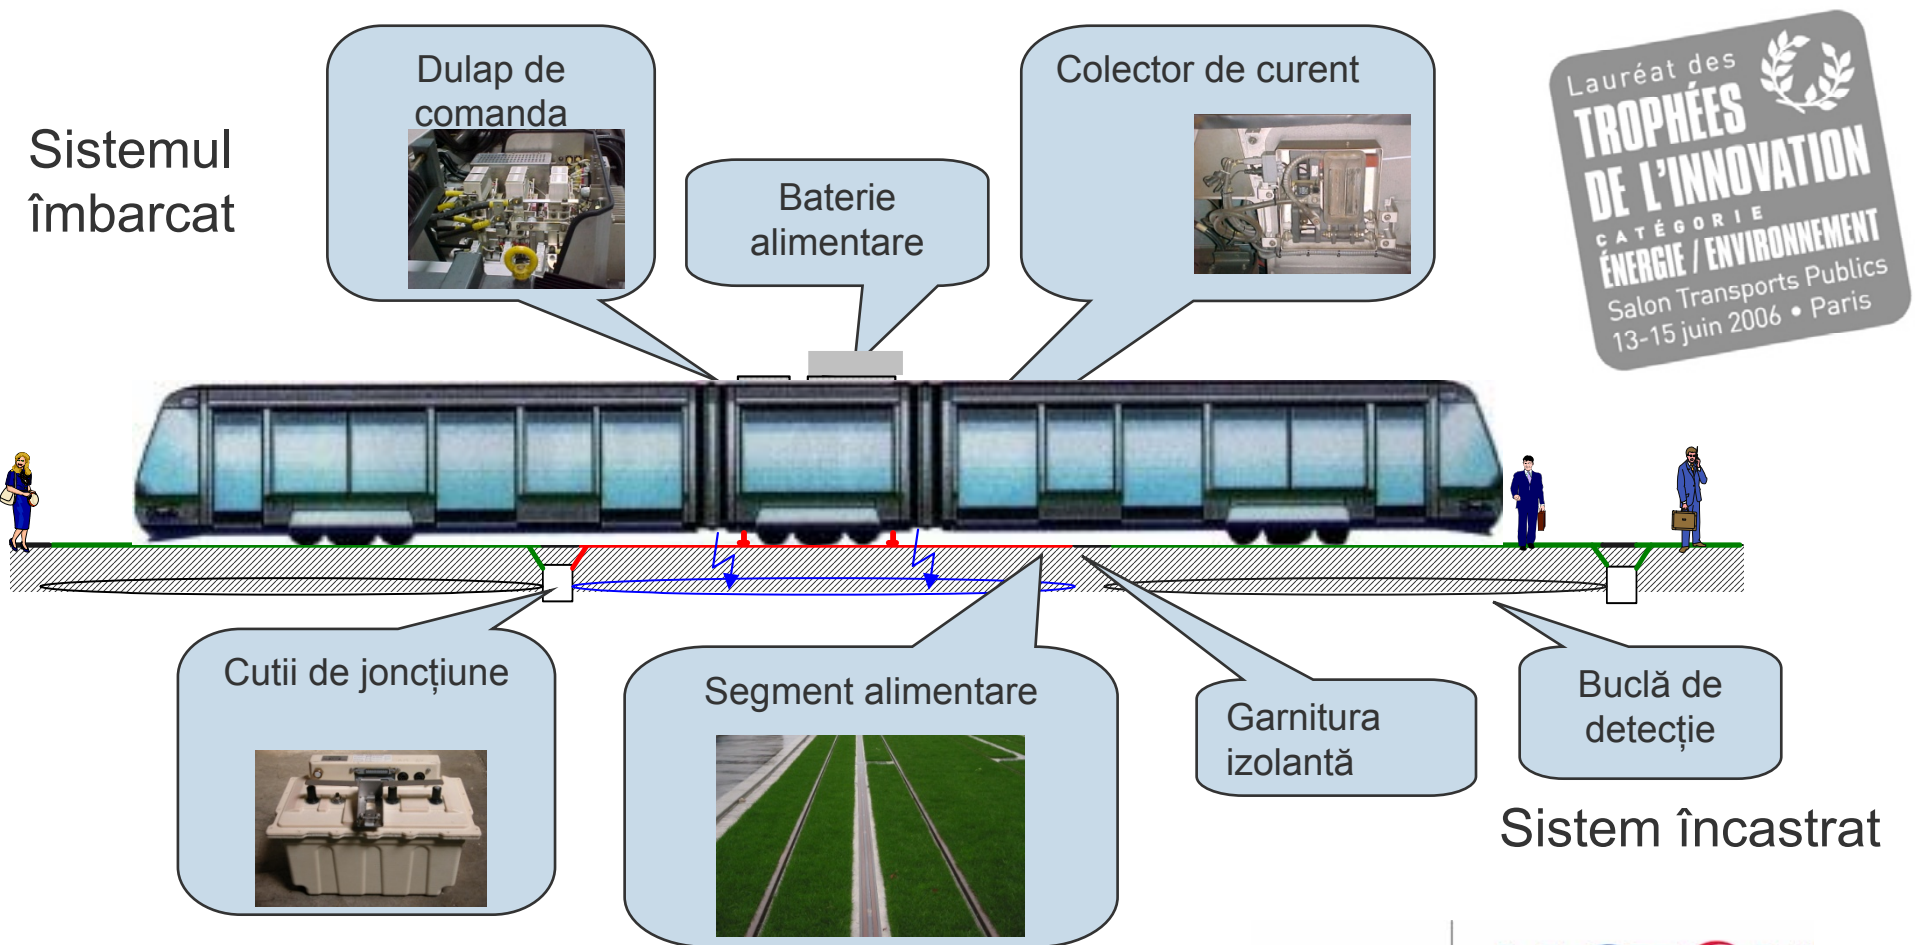 Sistemul
îmbarcat
Dulap de
comanda
Baterie
alimentare
Colector de curent
Lauréat des
TROPHÉES
DE L'INNOVATION
CATÉGORIE
ÉNERGIE / ENVIRONNEMENT
Salon Transports Publics
13-15 juin 2006 • Paris
Cutii de joncțiune
Segment alimentare
Garnitura
izolantă
Buclă de
detecție
Sistem încastrat